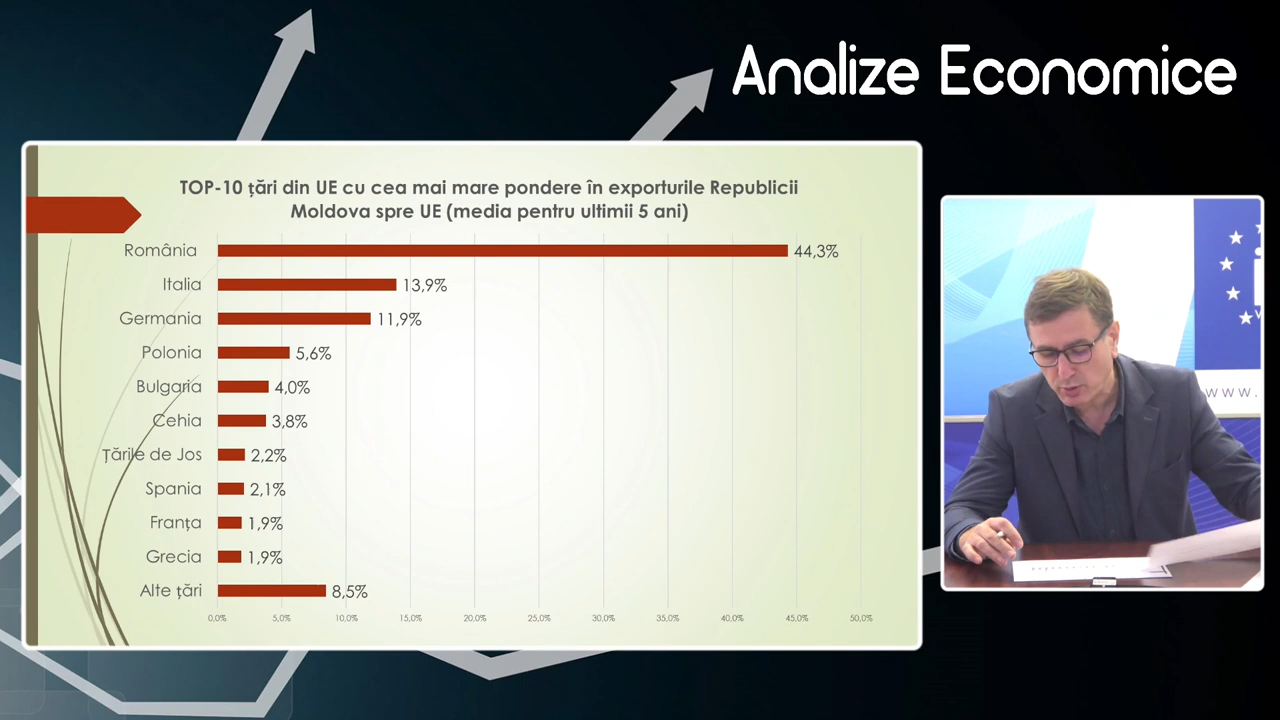 Analize Economice
TOP-10 țări din UE cu cea mai mare pondere în exporturile Republicii
Moldova spre UE (media pentru ultimii 5 ani)
România 44,3%
Italia 13,9%
Germania 11,9%
Polonia 5,6%
Bulgaria 4,0%
Cehia 3,8%
Țările de Jos 2,2%
Spania 2,1%
Franța 1,9%
Grecia 1,9%
Alte țări 8,5%
0,0% 5,0% 10,0% 15,0% 20,0% 25,0% 30,0% 35,0% 40,0% 45,0% 50,0%
www.